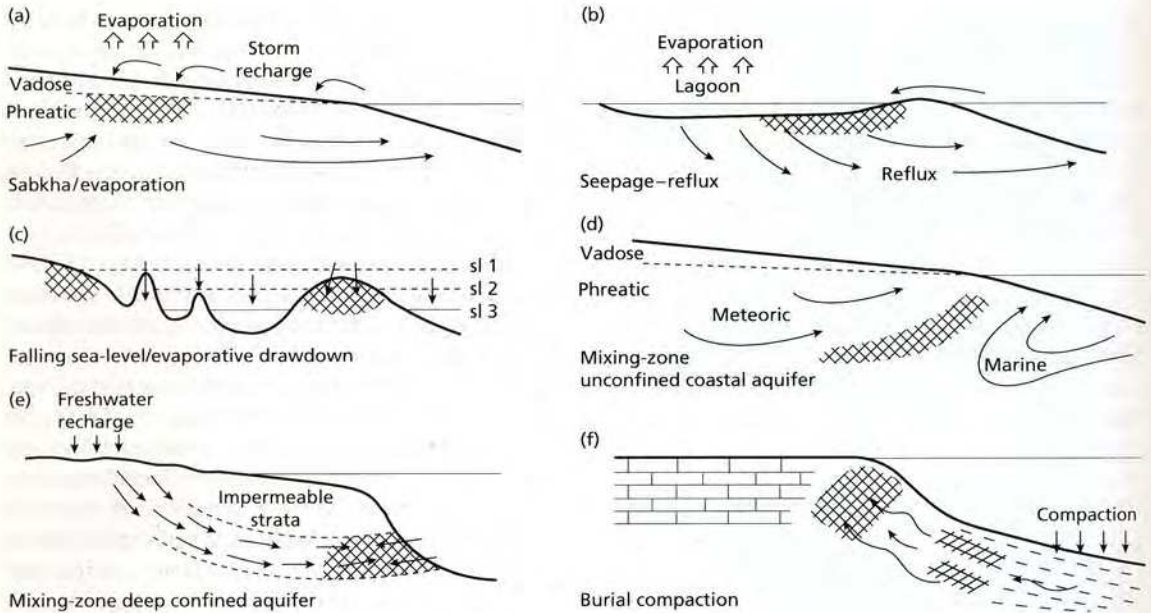 (a)
Evaporation
Storm
recharge
Vadose
Phreatic
Sabkha/evaporation
(b)
Evaporation
Lagoon
Seepage–reflux
Reflux
(c)
sl 1
sl 2
sl 3
Falling sea-level/evaporative drawdown
(d)
Vadose
Phreatic
Meteoric
Marine
Mixing-zone
unconfined coastal aquifer
(e)
Freshwater
recharge
Impermeable
strata
Mixing-zone deep confined aquifer
(f)
Compaction
Burial compaction